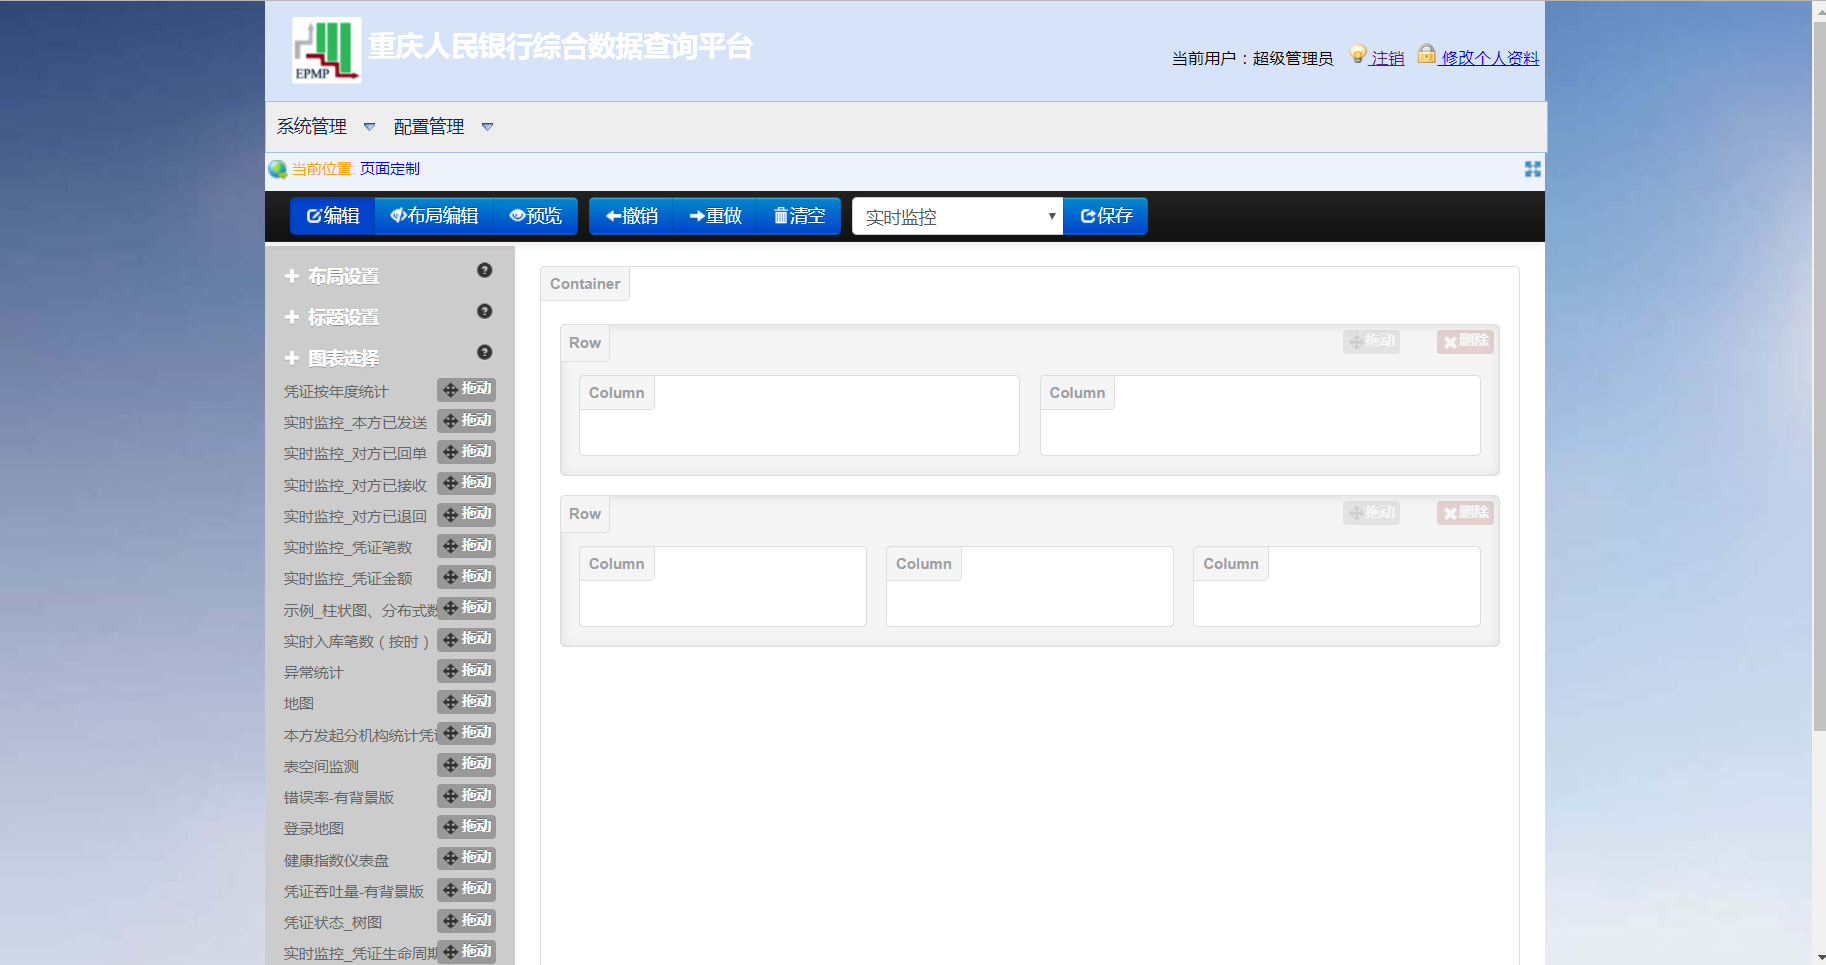 EPMP
重庆人民银行综合数据查询平台
当前用户：超级管理员 注销 修改个人资料
系统管理 配置管理
当前位置: 页面定制
编辑 布局编辑 预览 撤销 重做 清空 实时监控 保存
布局设置
标题设置
图表选择
凭证按年度统计 拖动
实时监控_本方已发送 拖动
实时监控_对方已回单 拖动
实时监控_对方已接收 拖动
实时监控_对方已退回 拖动
实时监控_凭证笔数 拖动
实时监控_凭证金额 拖动
示例_柱状图、分布式数 拖动
实时入库笔数（按时） 拖动
异常统计 拖动
地图 拖动
本方发起分机构统计凭 拖动
表空间监测 拖动
错误率-有背景版 拖动
登录地图 拖动
健康指数仪表盘 拖动
凭证吞吐量-有背景版 拖动
凭证状态_树图 拖动
实时监控_凭证生命周期 拖动
Container
Row 拖动 删除
Column Column
Row 拖动 删除
Column Column Column